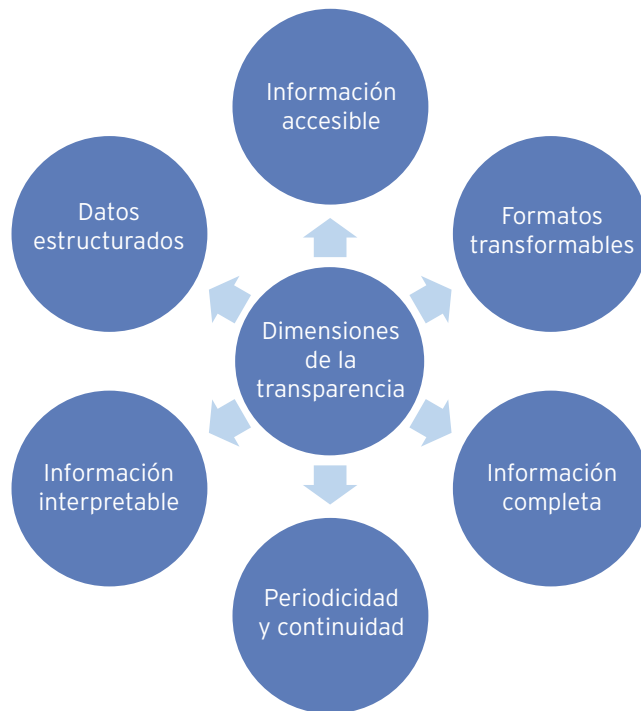 Información
accesible
Datos
estructurados
Formatos
transformables
Dimensiones
de la
transparencia
Información
interpretable
Información
completa
Periodicidad
y continuidad